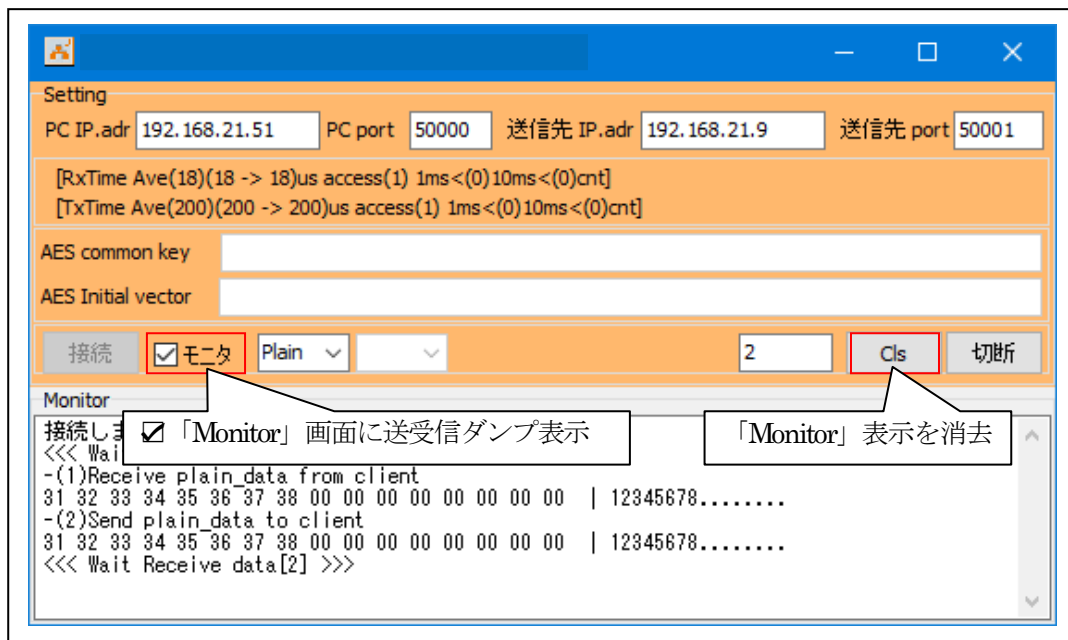 Setting
PC IP.adr 192.168.21.51 PC port 50000 送信先 IP.adr 192.168.21.9 送信先 port 50001
[RxTime Ave(18)(18 -> 18)us access(1) 1ms<(0)10ms<(0)cnt]
[TxTime Ave(200)(200 -> 200)us access(1) 1ms<(0)10ms<(0)cnt]
AES common key
AES Initial vector
接続 モニタ Plain 2 Cls 切断
Monitor
☑「Monitor」画面に送受信ダンプ表示 「Monitor」表示を消去
接続しま
<<< Wai
-(1)Receive plain_data from client
31 32 33 34 35 36 37 38 00 00 00 00 00 00 00 00 | 12345678........
-(2)Send plain_data to client
31 32 33 34 35 36 37 38 00 00 00 00 00 00 00 00 | 12345678........
<<< Wait Receive data[2] >>>